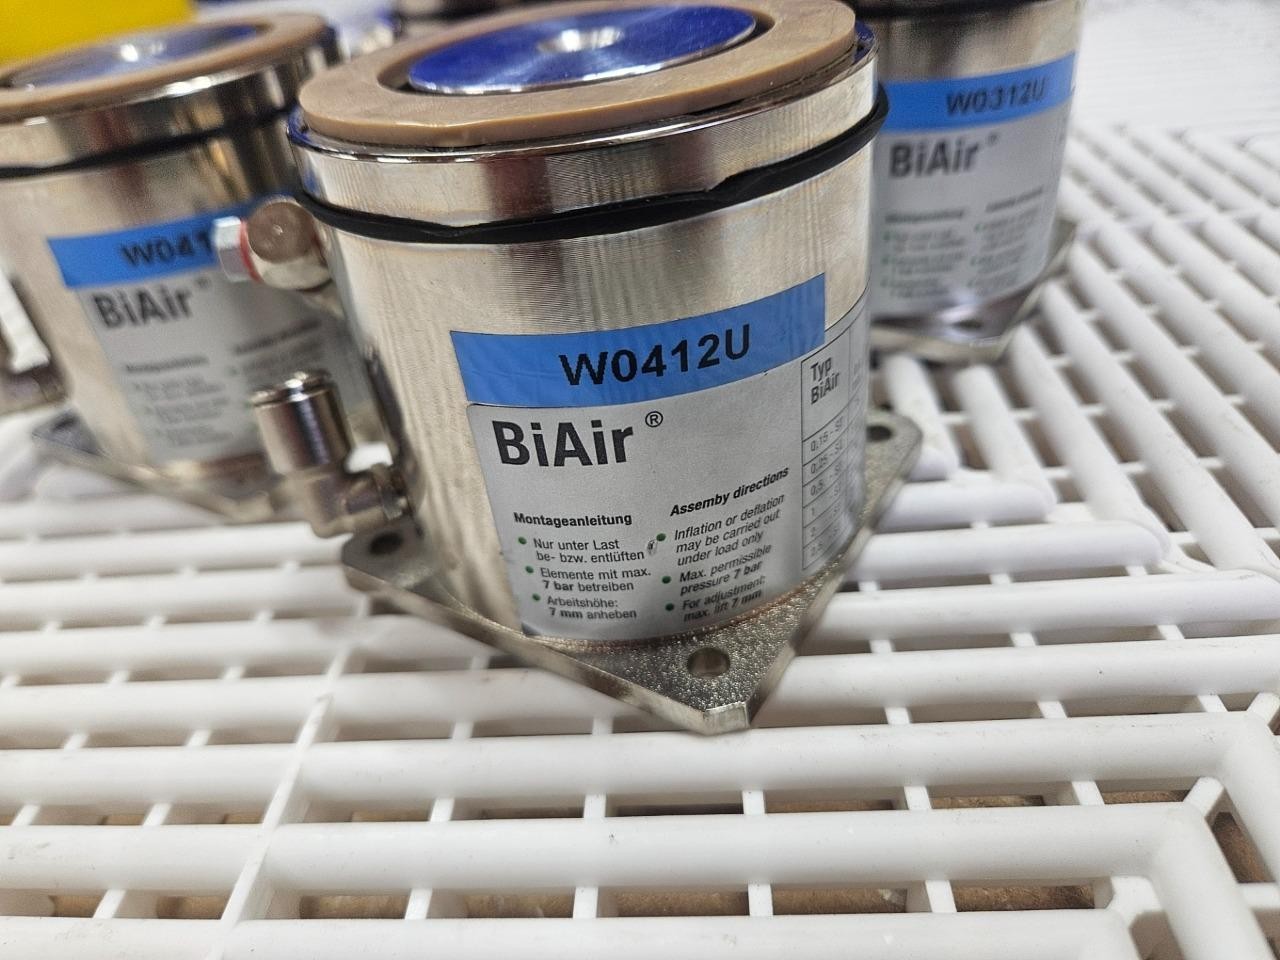 W0412U
BiAir ®
Montageanleitung
Nur unter Last
be- bzw. entlüften
Elemente mit max.
7 bar betreiben
Arbeitshöhe:
7 mm anheben
Assemby directions
Inflation or deflation
may be carried out
under load only
Max. permissible
pressure 7 bar
For adjustment:
max. lift 7 mm
Typ
BiAir
W041
BiAir
W0312U
BiAir